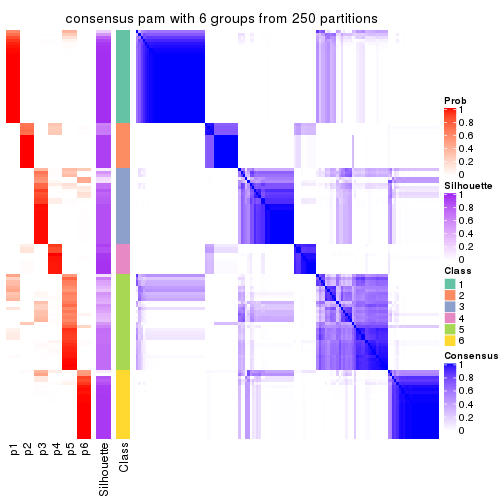 consensus pam with 6 groups from 250 partitions
p1
p2
p3
p4
p5
p6
Silhouette
Class
Prob
1
0.8
0.6
0.4
0.2
0
Silhouette
1
0.8
0.6
0.4
0.2
0
Class
1
2
3
4
5
6
Consensus
1
0.8
0.6
0.4
0.2
0